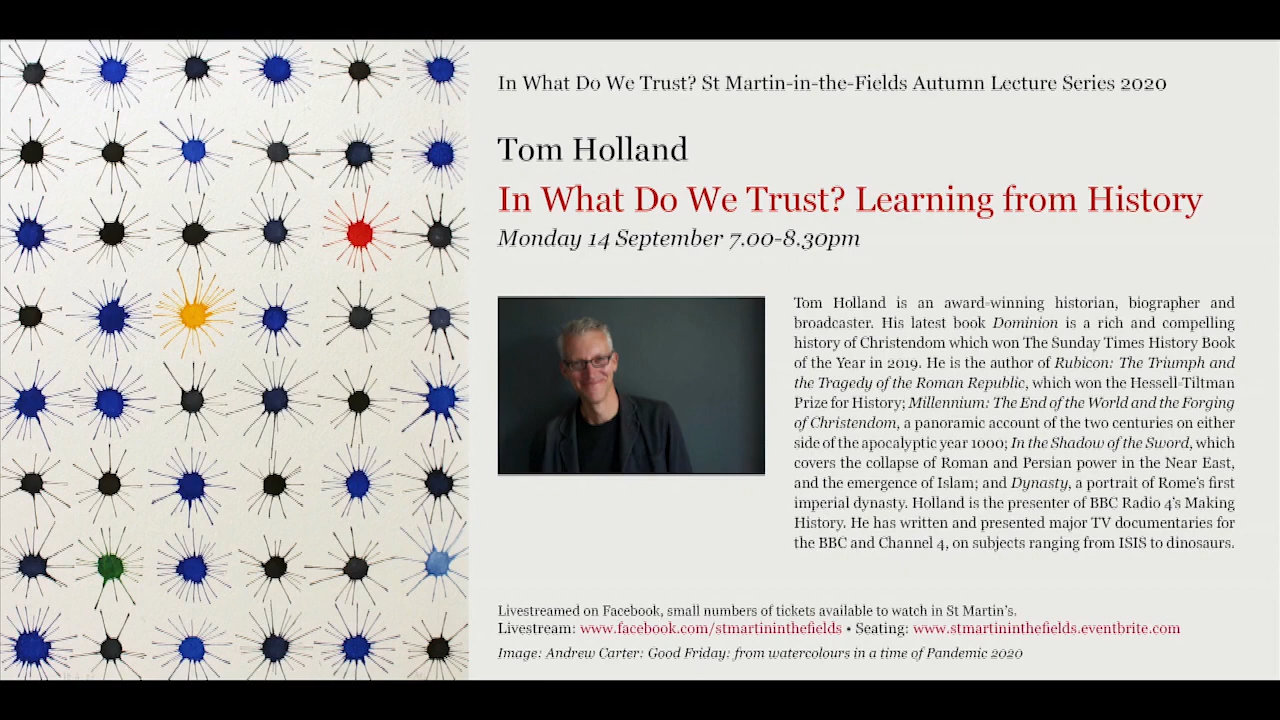 In What Do We Trust? St Martin-in-the-Fields Autumn Lecture Series 2020
Tom Holland
In What Do We Trust? Learning from History
Monday 14 September 7.00-8.30pm
Tom Holland is an award-winning historian, biographer and
broadcaster. His latest book Dominion is a rich and compelling
history of Christendom which won The Sunday Times History Book
of the Year in 2019. He is the author of Rubicon: The Triumph and
the Tragedy of the Roman Republic, which won the Hessell-Tiltman
Prize for History; Millennium: The End of the World and the Forging
of Christendom, a panoramic account of the two centuries on either
side of the apocalyptic year 1000; In the Shadow of the Sword, which
covers the collapse of Roman and Persian power in the Near East,
and the emergence of Islam; and Dynasty, a portrait of Rome's first
imperial dynasty. Holland is the presenter of BBC Radio 4's Making
History. He has written and presented major TV documentaries for
the BBC and Channel 4, on subjects ranging from ISIS to dinosaurs.
Livestreamed on Facebook, small numbers of tickets available to watch in St Martin's.
Livestream: www.facebook.com/stmartininthefields • Seating: www.stmartininthefields.eventbrite.com
Image: Andrew Carter: Good Friday: from watercolours in a time of Pandemic 2020